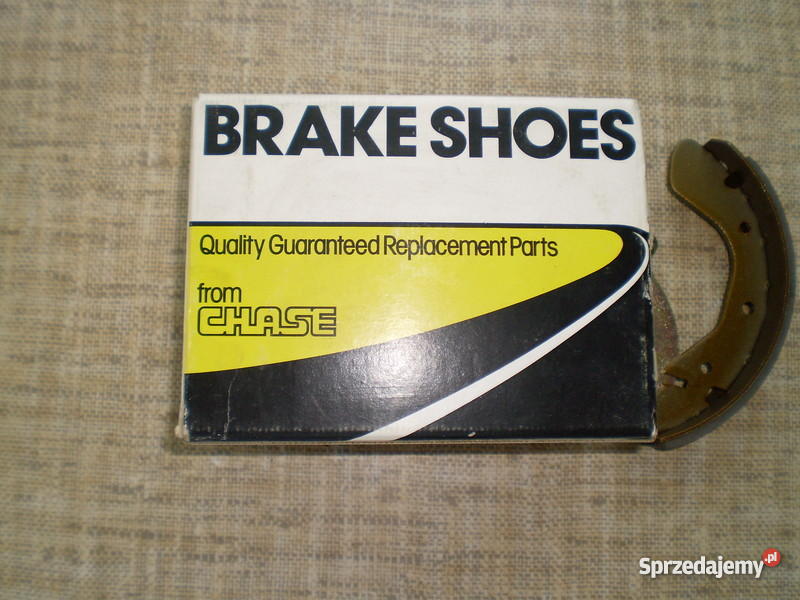 BRAKE SHOES
Quality Guaranteed Replacement Parts
from
CHASE
Sprzedajemy.pl